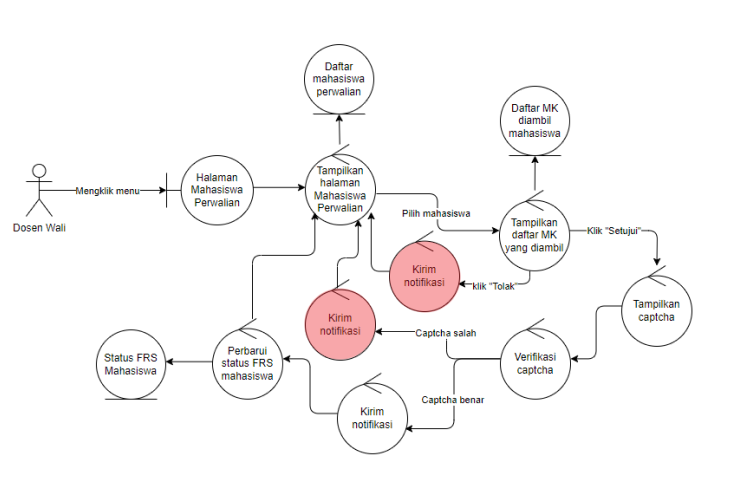 Daftar
mahasiswa
perwalian
Daftar MK
diambil
mahasiswa
Dosen Wali
Mengklik menu
Halaman
Mahasiswa
Perwalian
Tampilkan
halaman
Mahasiswa
Perwalian
Pilih mahasiswa
Tampilkan
daftar MK
yang diambil
Klik "Setujui"
Kirim
notifikasi
klik "Tolak
Tampilkan
captcha
Kirim
notifikasi
Captcha salah
Verifikasi
captcha
Status FRS
Mahasiswa
Perbarui
status FRS
mahasiswa
Captcha benar
Kirim
notifikasi